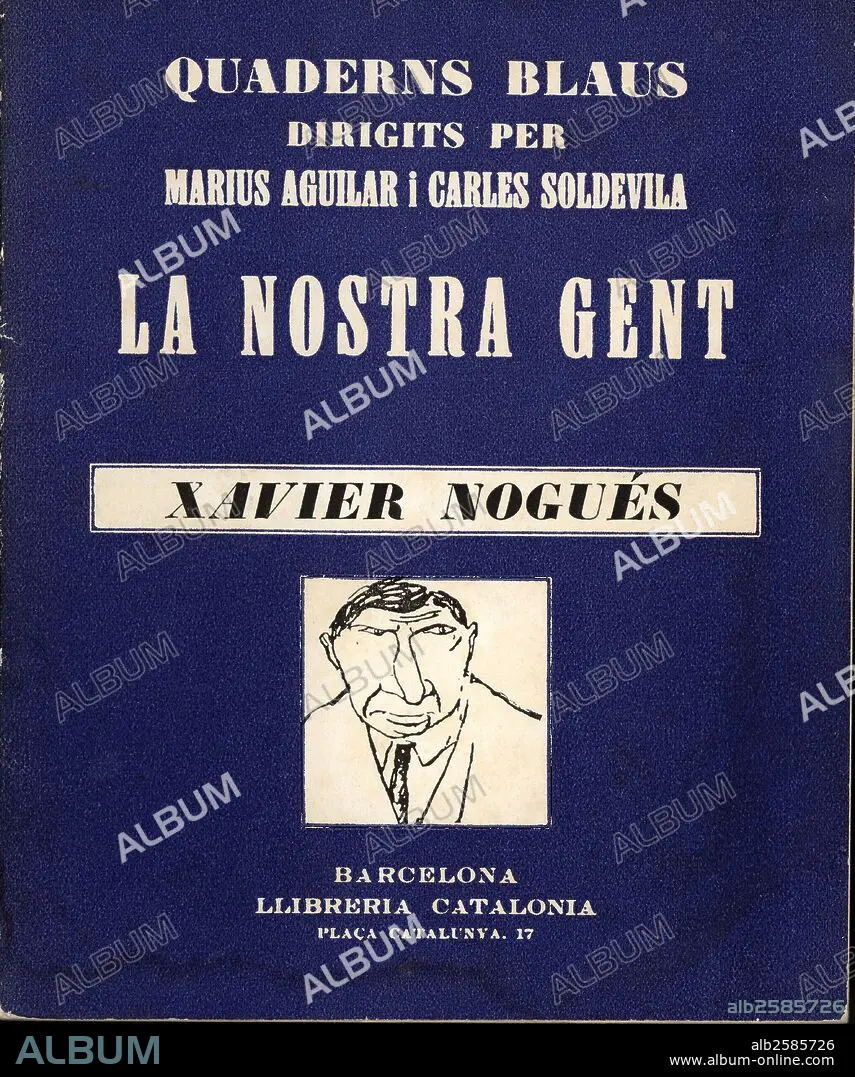 QUADERNS BLAUS
DIRIGITS PER
MARIUS AGUILAR i CARLES SOLDEVILA
LA NOSTRA GENT
XAVIER NOGUÉS
BARCELONA
LLIBRERIA CATALONIA
PLAÇA CATALUNYA. 17
alb2585726
ALBUM
alb2585726
www.album-online.com